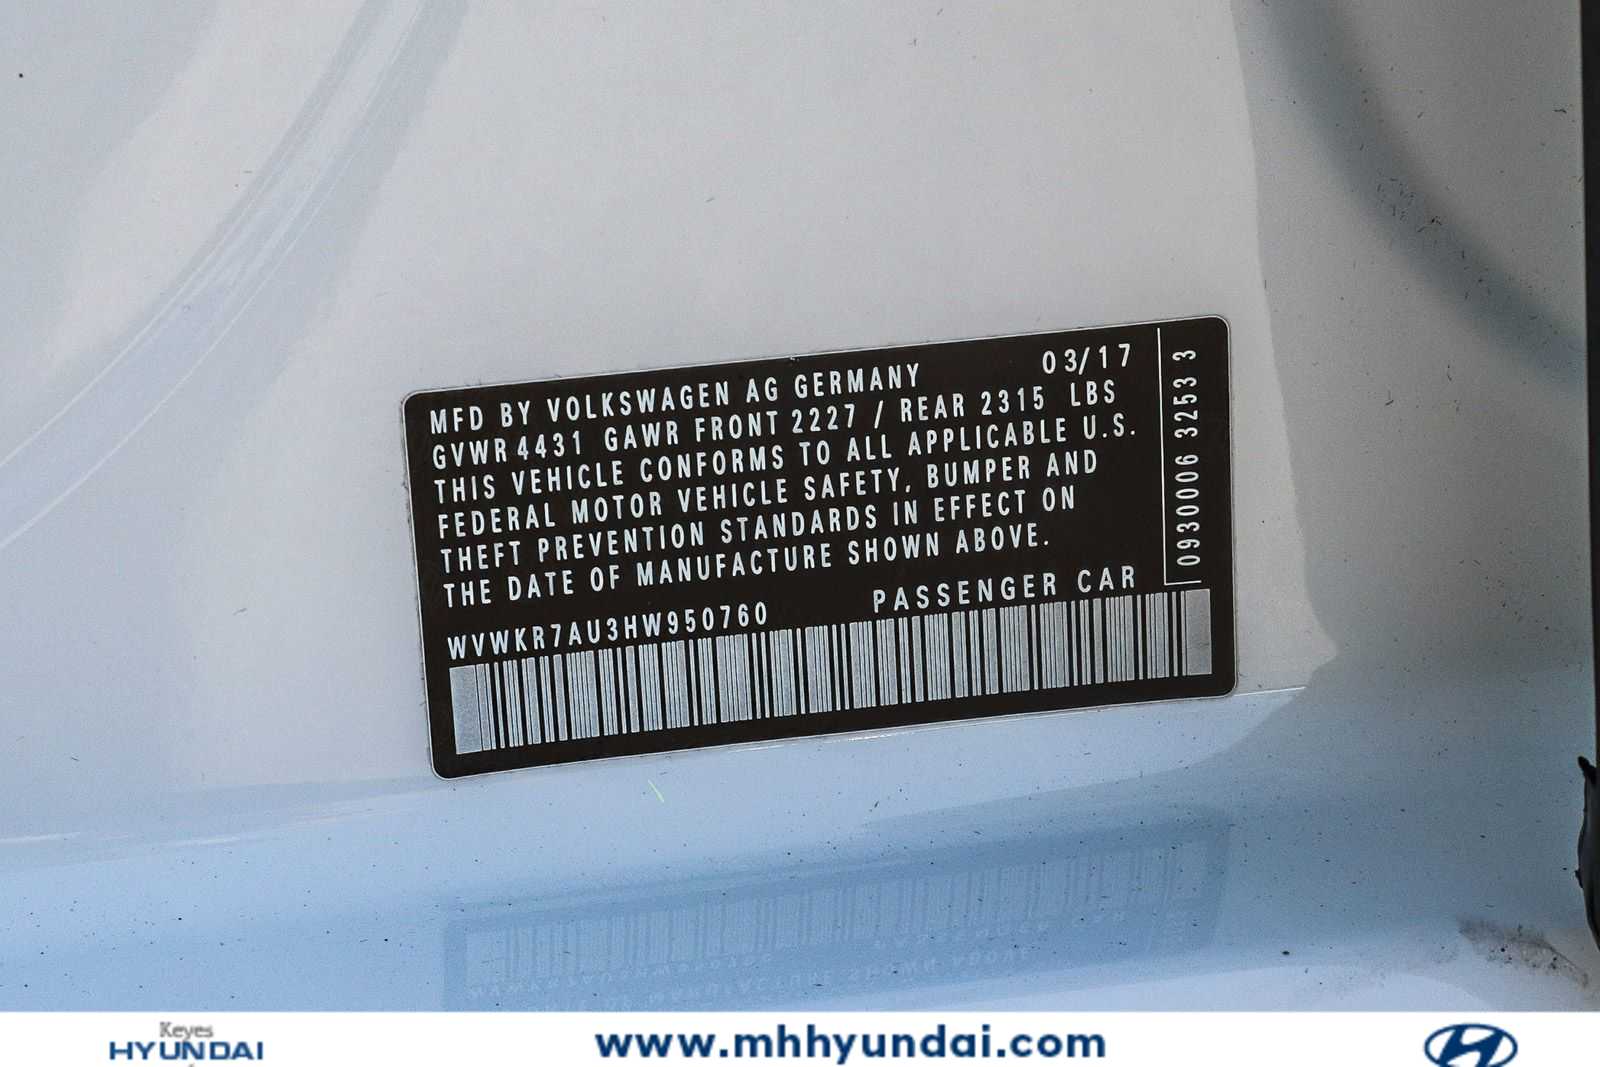 MFD BY VOLKSWAGEN AG GERMANY 03/17
GVWR 4431 GAWR FRONT 2227 / REAR 2315 LBS
THIS VEHICLE CONFORMS TO ALL APPLICABLE U.S.
FEDERAL MOTOR VEHICLE SAFETY, BUMPER AND
THEFT PREVENTION STANDARDS IN EFFECT ON
THE DATE OF MANUFACTURE SHOWN ABOVE.
WVWKR7AU3HW950760 PASSENGER CAR
0930006 3253 3
Keyes
HYUNDAI
www.mhhyundai.com